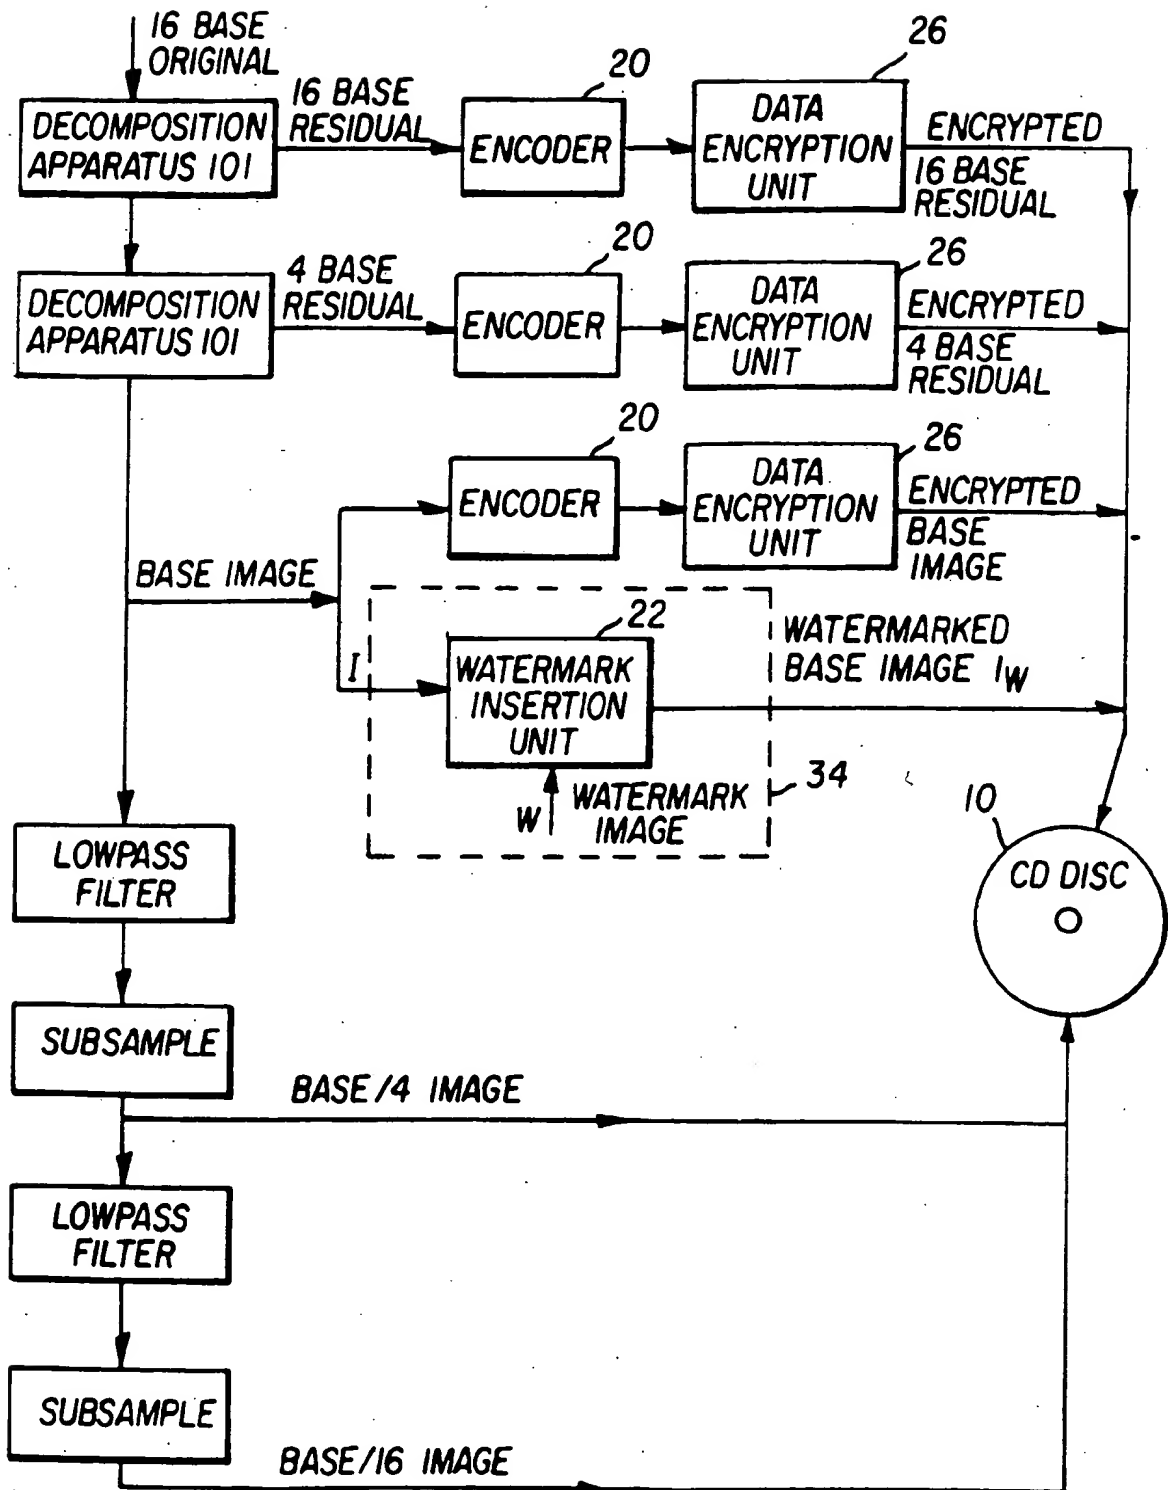 16 BASE
ORIGINAL
DECOMPOSITION
APPARATUS 101
16 BASE
RESIDUAL
20
ENCODER
26
DATA
ENCRYPTION
UNIT
ENCRYPTED
16 BASE
RESIDUAL
DECOMPOSITION
APPARATUS 101
4 BASE
RESIDUAL
20
ENCODER
26
DATA
ENCRYPTION
UNIT
ENCRYPTED
4 BASE
RESIDUAL
20
ENCODER
26
DATA
ENCRYPTION
UNIT
ENCRYPTED
BASE
IMAGE
BASE IMAGE
I
22
WATERMARK
INSERTION
UNIT
W
WATERMARK
IMAGE
WATERMARKED
BASE IMAGE IW
34
10
CD DISC
LOWPASS
FILTER
SUBSAMPLE
BASE/4 IMAGE
LOWPASS
FILTER
SUBSAMPLE
BASE/16 IMAGE